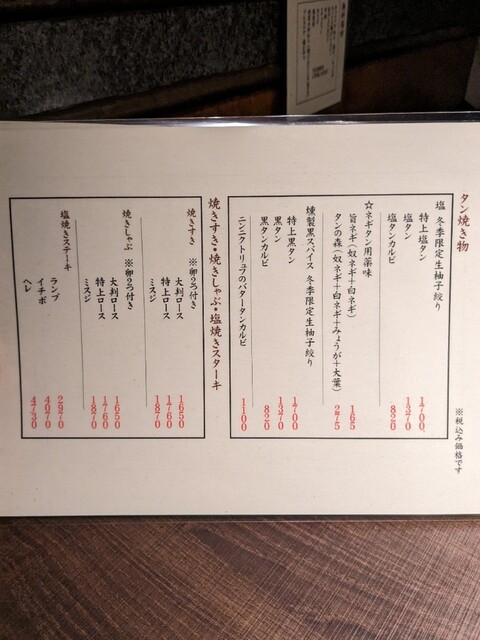 タン焼き物
※税込み価格です
塩 冬季限定生柚子絞り
特上塩タン 1700
塩タン 1370
塩タンカルビ 820
☆ネギタン用薬味
旨ネギ(奴ネギ+白ネギ) 165
タンの森(奴ネギ+白ネギ+みょうが+大葉) 275
燻製黒スパイス 冬季限定生柚子絞り
特上黒タン 1700
黒タン 1370
黒タンカルビ 820
ニンニクトリュフのバタータンカルビ 1100
焼きすき・焼きしゃぶ・塩焼きステーキ
焼きすき ※卵2つ付き
大判ロース 1650
特上ロース 1760
ミスジ 1870
焼きしゃぶ ※卵2つ付き
大判ロース 1650
特上ロース 1760
ミスジ 1870
塩焼きステーキ
ランプ 2970
イチボ 4070
ヘレ 4730